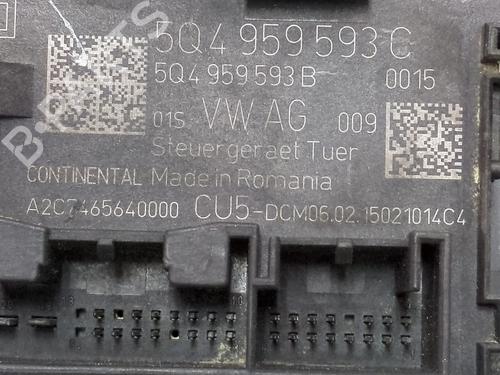 5Q4 959 593 C
5Q4 959 593 B 0015
01S VW AG 009
Steuergeraet Tuer
CONTINENTAL Made in Romania
A2C7465640000 CU5-DCM06.02.15021014C4